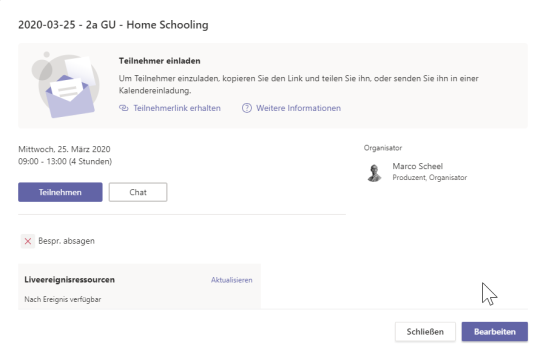 2020-03-25 - 2a GU - Home Schooling
Teilnehmer einladen
Um Teilnehmer einzuladen, kopieren Sie den Link und teilen Sie ihn, oder senden Sie ihn in einer
Kalendereinladung.
Teilnehmerlink erhalten
Weitere Informationen
Mittwoch, 25. März 2020
09:00 - 13:00 (4 Stunden)
Organisator
Marco Scheel
Produzent, Organisator
Teilnehmen
Chat
Bespr. absagen
Liveereignisressourcen
Aktualisieren
Nach Ereignis verfügbar
Schließen
Bearbeiten